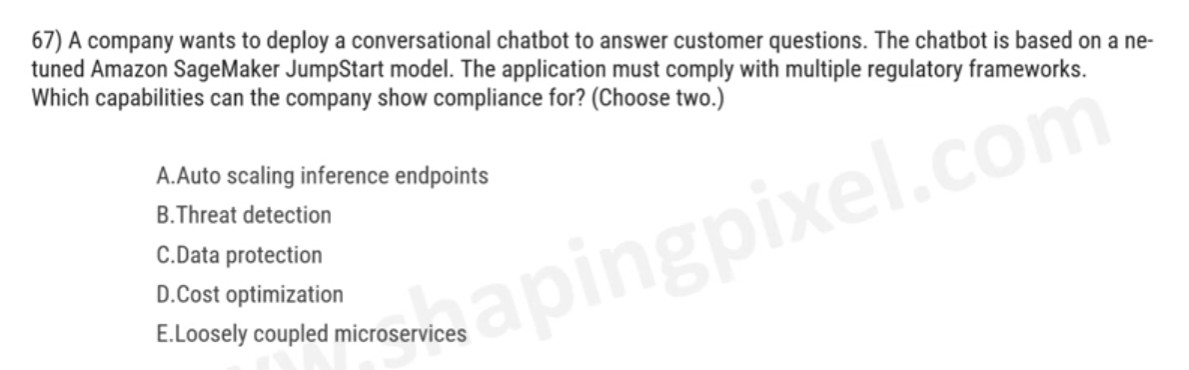 67) A company wants to deploy a conversational chatbot to answer customer questions. The chatbot is based on a ne-
tuned Amazon SageMaker JumpStart model. The application must comply with multiple regulatory frameworks.
Which capabilities can the company show compliance for? (Choose two.)
A.Auto scaling inference endpoints
B.Threat detection
C.Data protection
D.Cost optimization
E.Loosely coupled microservices
w.shapingpixel.com